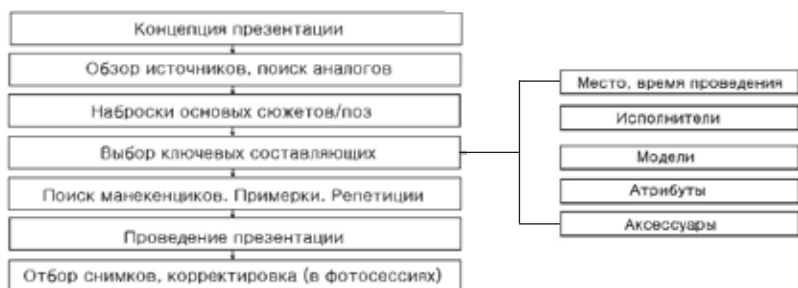 Концепция презентации
Обзор источников, поиск аналогов
Наброски основых сюжетов/поз
Выбор ключевых составляющих
Поиск манекенщиков. Примерки. Репетиции
Проведение презентации
Отбор снимков, корректировка (в фотосессиях)
Место, время проведения
Исполнители
Модели
Атрибуты
Аксессуары